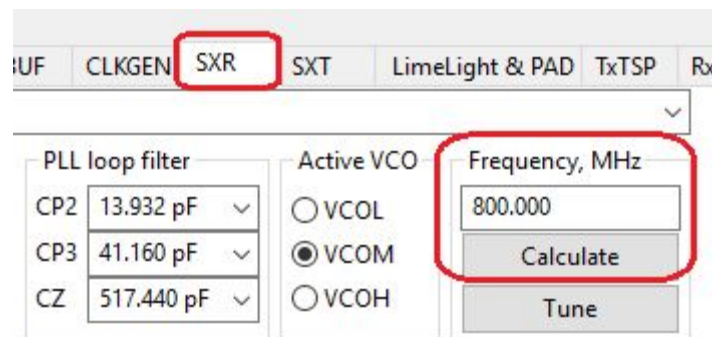 CLKGEN SXR SXT LimeLight & PAD TxTSP
PLL loop filter Active VCO Frequency, MHz
CP2 13.932 pF VCOL 800.000
CP3 41.160 pF VCOM Calculate
CZ 517.440 pF VCOH Tune